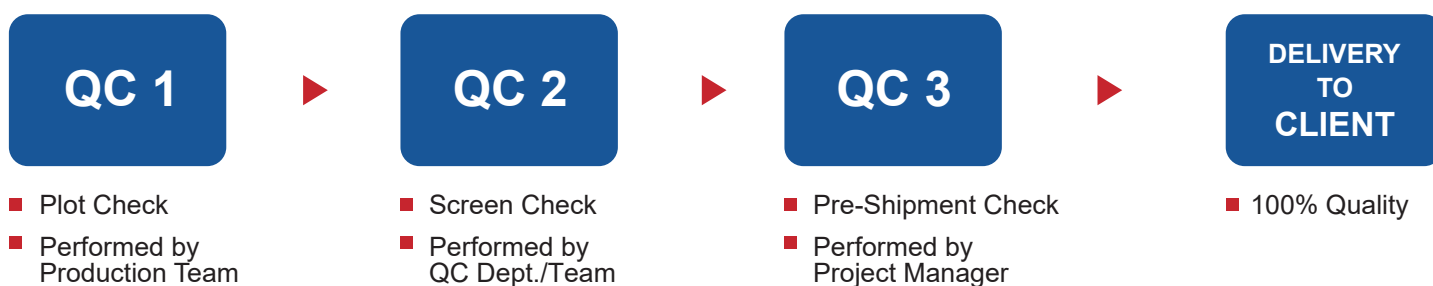 QC 1
QC 2
QC 3
DELIVERY
TO
CLIENT
Plot Check
Performed by
Production Team
Screen Check
Performed by
QC Dept./Team
Pre-Shipment Check
Performed by
Project Manager
100% Quality